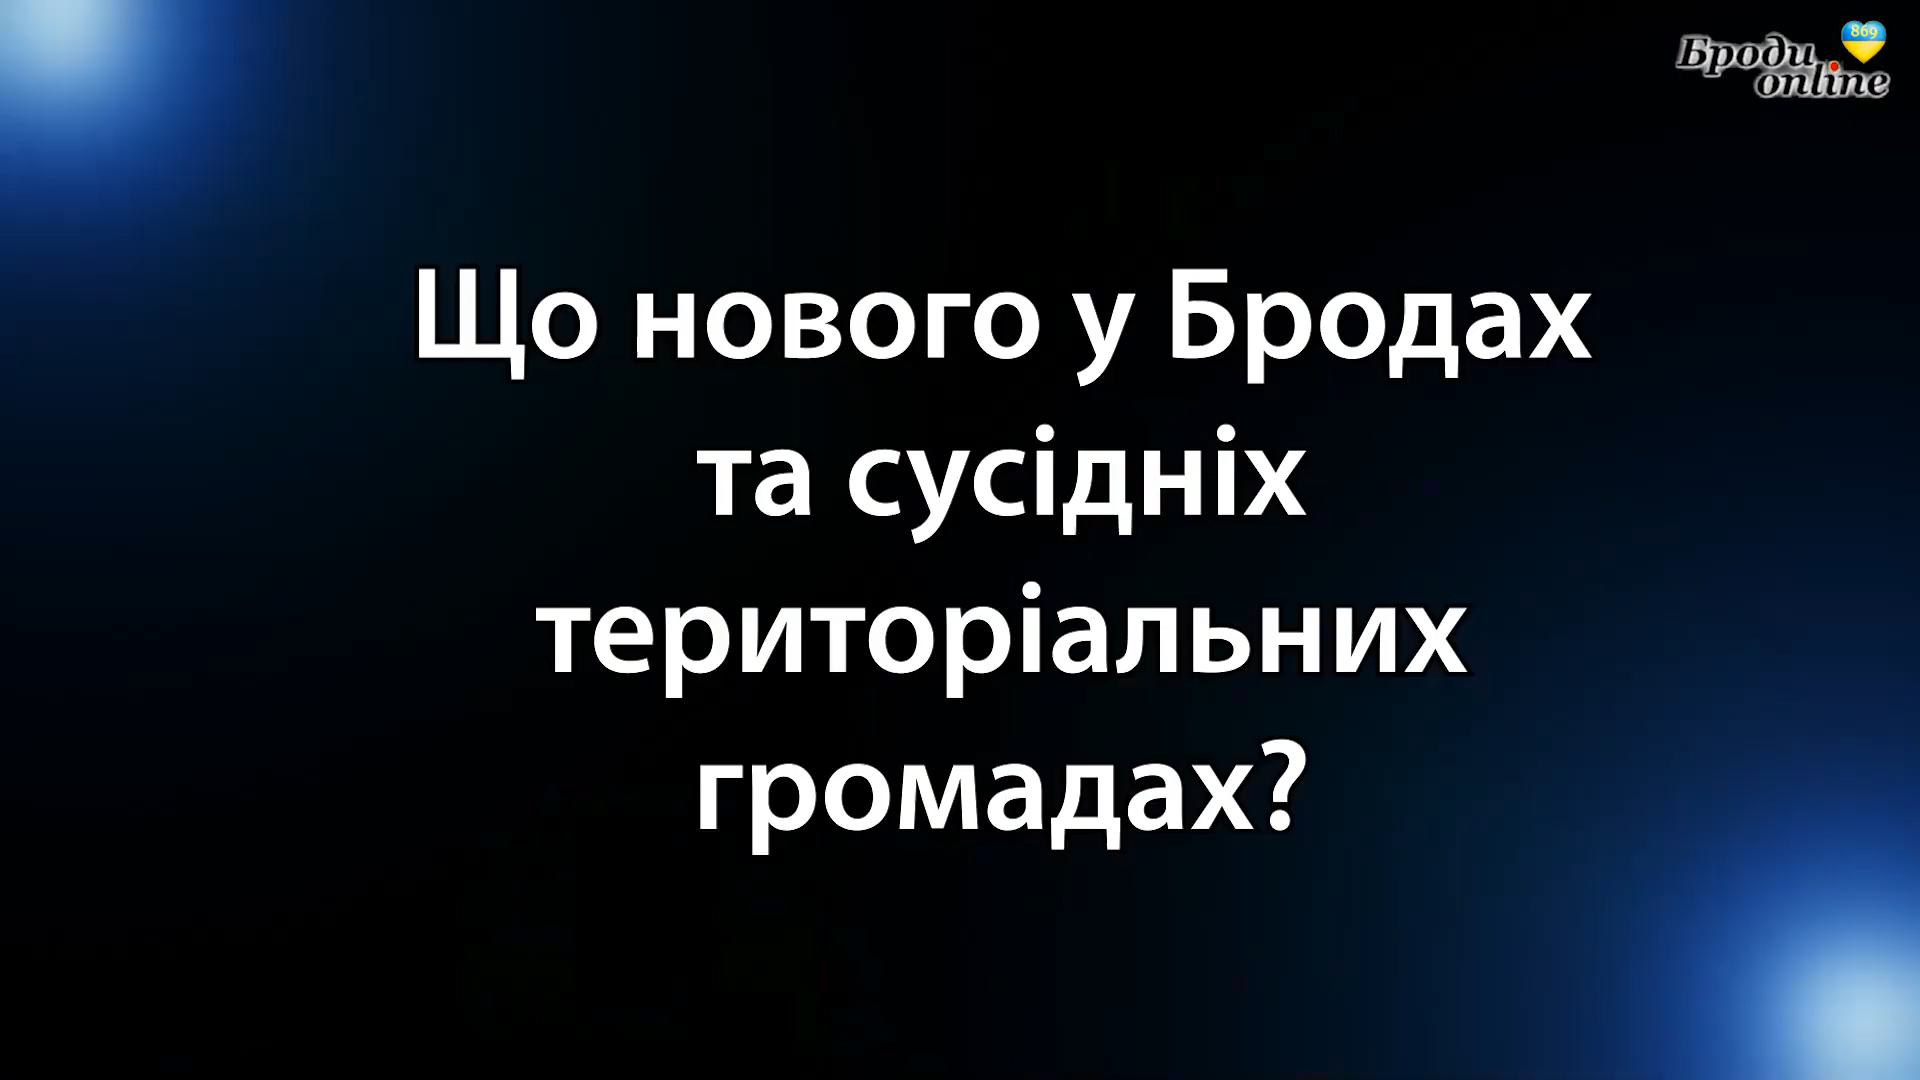 869
Броди
online
Що нового у Бродах
та сусідніх
територіальних
громадах?